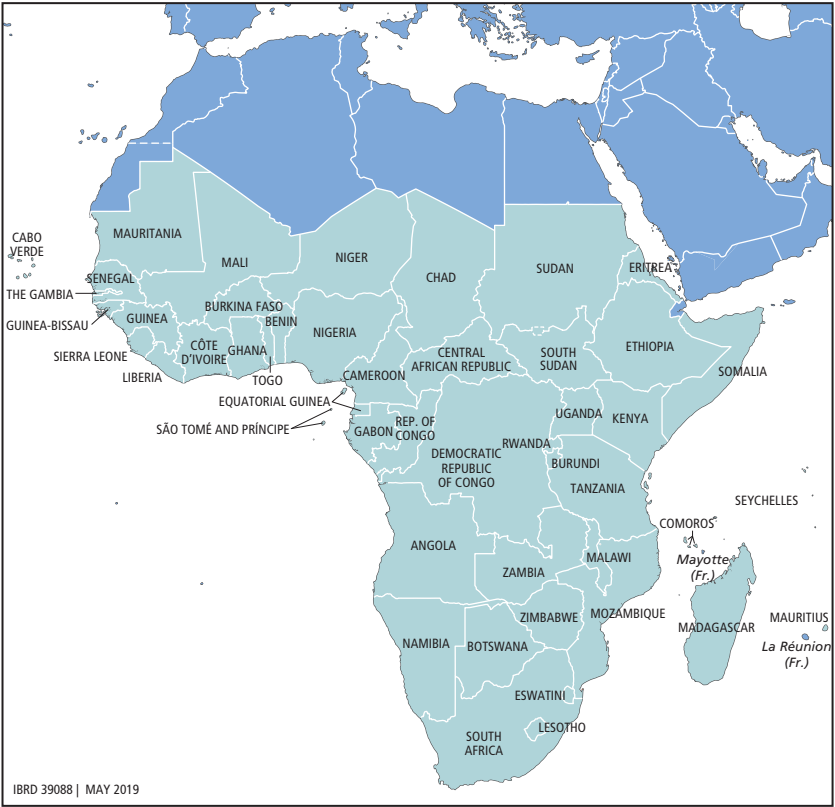 CABO
VERDE
MAURITANIA
MALI
NIGER
CHAD
SUDAN
ERITREA
SENEGAL
THE GAMBIA
GUINEA-BISSAU
GUINEA
BURKINA FASO
BENIN
NIGERIA
SIERRA LEONE
CÔTE
D'IVOIRE
GHANA
LIBERIA
TOGO
CAMEROON
CENTRAL
AFRICAN REPUBLIC
SOUTH
SUDAN
ETHIOPIA
SOMALIA
EQUATORIAL GUINEA
SÃO TOMÉ AND PRÍNCIPE
GABON
REP. OF
CONGO
DEMOCRATIC
REPUBLIC
OF CONGO
UGANDA
KENYA
RWANDA
BURUNDI
TANZANIA
SEYCHELLES
COMOROS
Mayotte
(Fr.)
ANGOLA
ZAMBIA
MALAWI
MOZAMBIQUE
ZIMBABWE
NAMIBIA
BOTSWANA
MADAGASCAR
MAURITIUS
La Réunion
(Fr.)
ESWATINI
LESOTHO
SOUTH
AFRICA
IBRD 39088 | MAY 2019